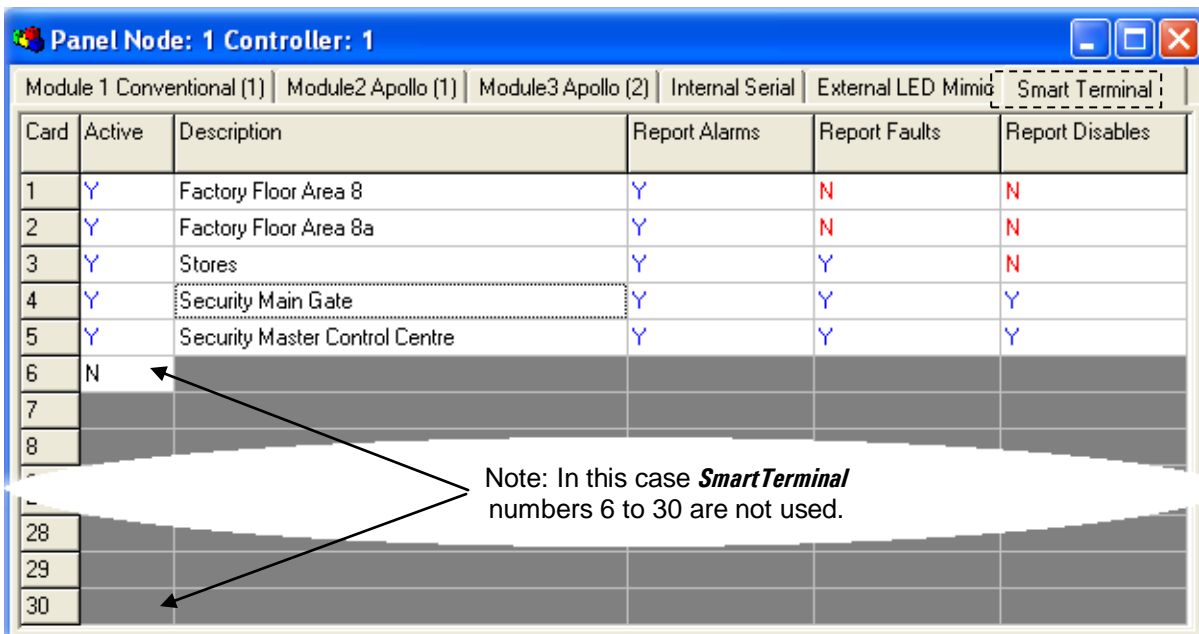 Panel Node: 1 Controller: 1
Module 1 Conventional (1) Module2 Apollo (1) Module3 Apollo (2) Internal Serial External LED Mimic Smart Terminal
Card Active Description Report Alarms Report Faults Report Disables
1 Y Factory Floor Area 8 Y N N
2 Y Factory Floor Area 8a Y N N
3 Y Stores Y Y N
4 Y Security Main Gate Y Y Y
5 Y Security Master Control Centre Y Y Y
6 N
7
8
Note: In this case SmartTerminal
numbers 6 to 30 are not used.
28
29
30